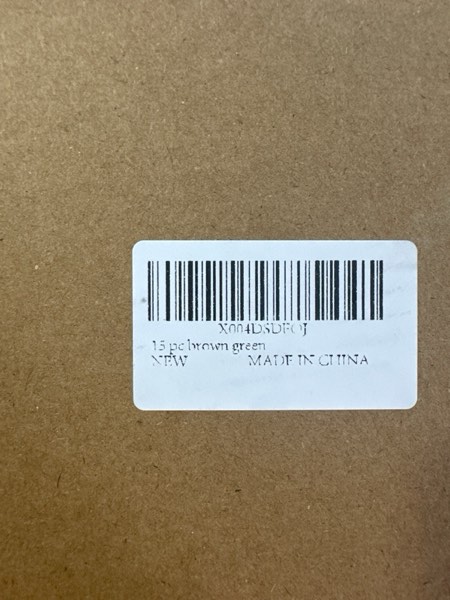 X004DSDFOJ
15 pc brown green
NEW MADE IN CHINA